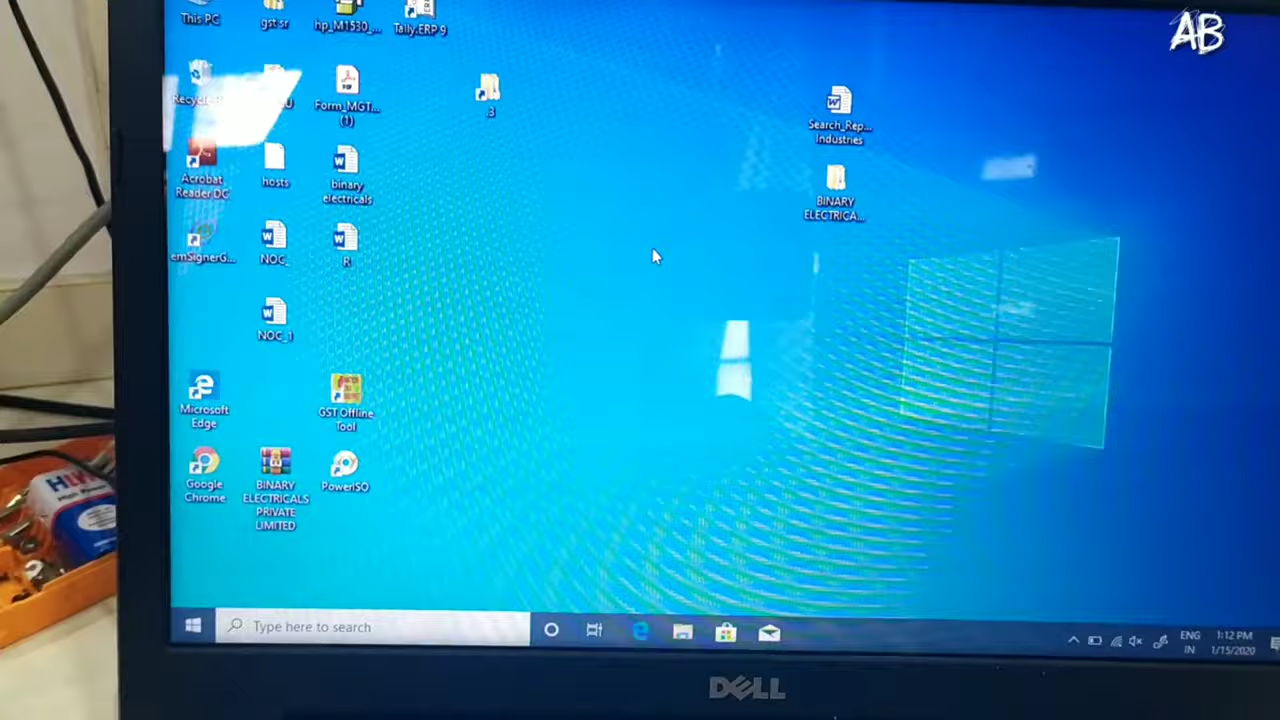 AB
This PC
gst sr
hp_M1530_...
Tally.ERP 9
Form_MGT...
(1)
.3
Search_Rep...
Industries
Acrobat
Reader DC
hosts
binary
electricals
BINARY
ELECTRICA...
emSignerG...
NOC_
R
NOC_1
Microsoft
Edge
GST Offline
Tool
Google
Chrome
BINARY
ELECTRICALS
PRIVATE
LIMITED
PowerISO
Type here to search
ENG
IN
1:12 PM
1/15/2020
DELL